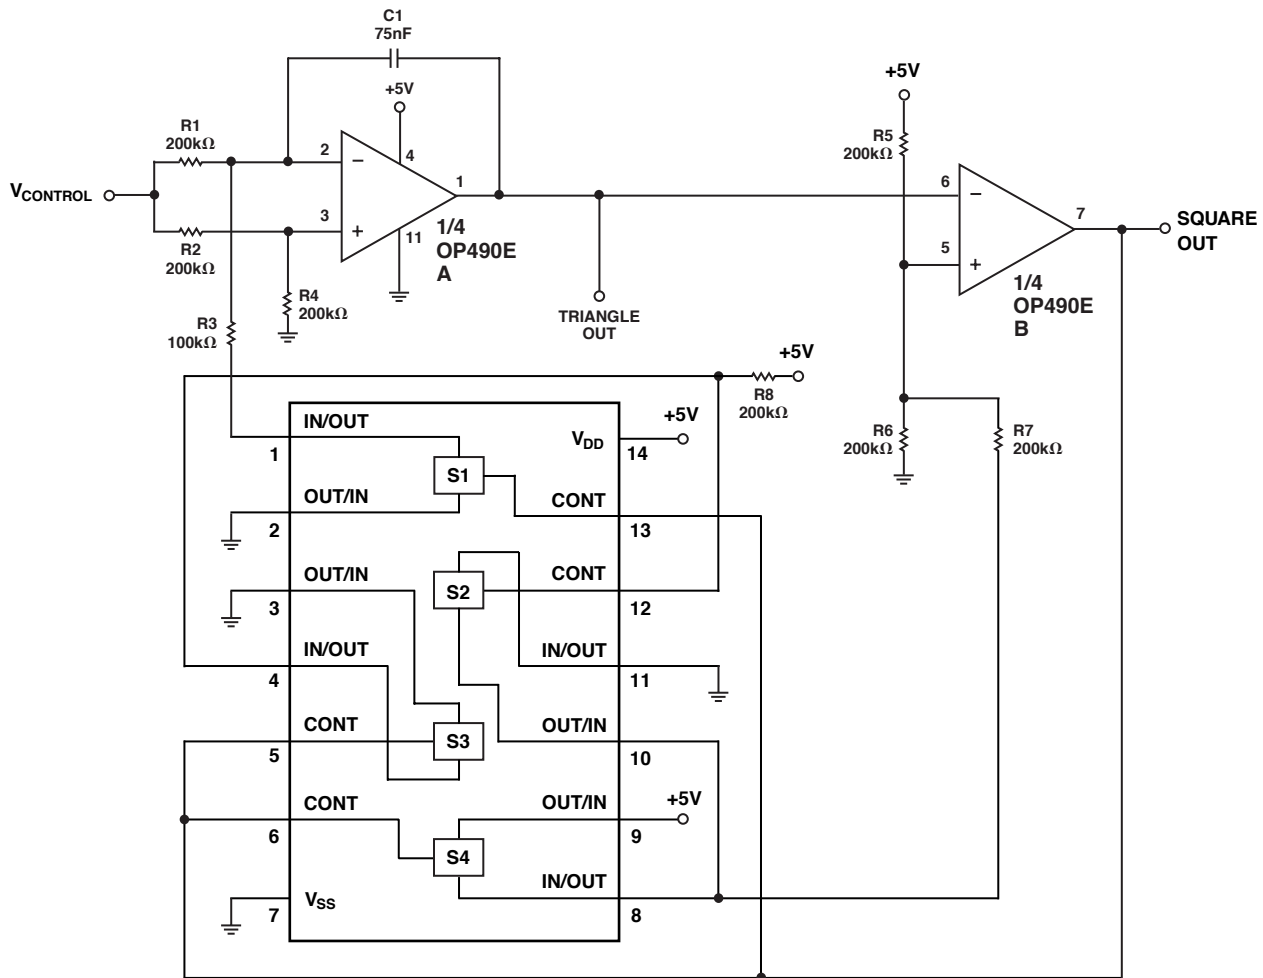 C1
75nF
+5V
R1
200kΩ
2
−
4
1
VCONTROL
3
+
11
R2
200kΩ
1/4
OP490E
A
R4
200kΩ
R3
100kΩ
TRIANGLE
OUT
+5V
R5
200kΩ
6
−
7
SQUARE
OUT
5
+
1/4
OP490E
B
+5V
R8
200kΩ
R6
200kΩ
R7
200kΩ
IN/OUT
1
VDD
+5V
14
S1
OUT/IN
2
CONT
13
OUT/IN
3
S2
CONT
12
IN/OUT
4
IN/OUT
11
CONT
5
S3
OUT/IN
10
CONT
6
OUT/IN
+5V
9
S4
IN/OUT
8
VSS
7